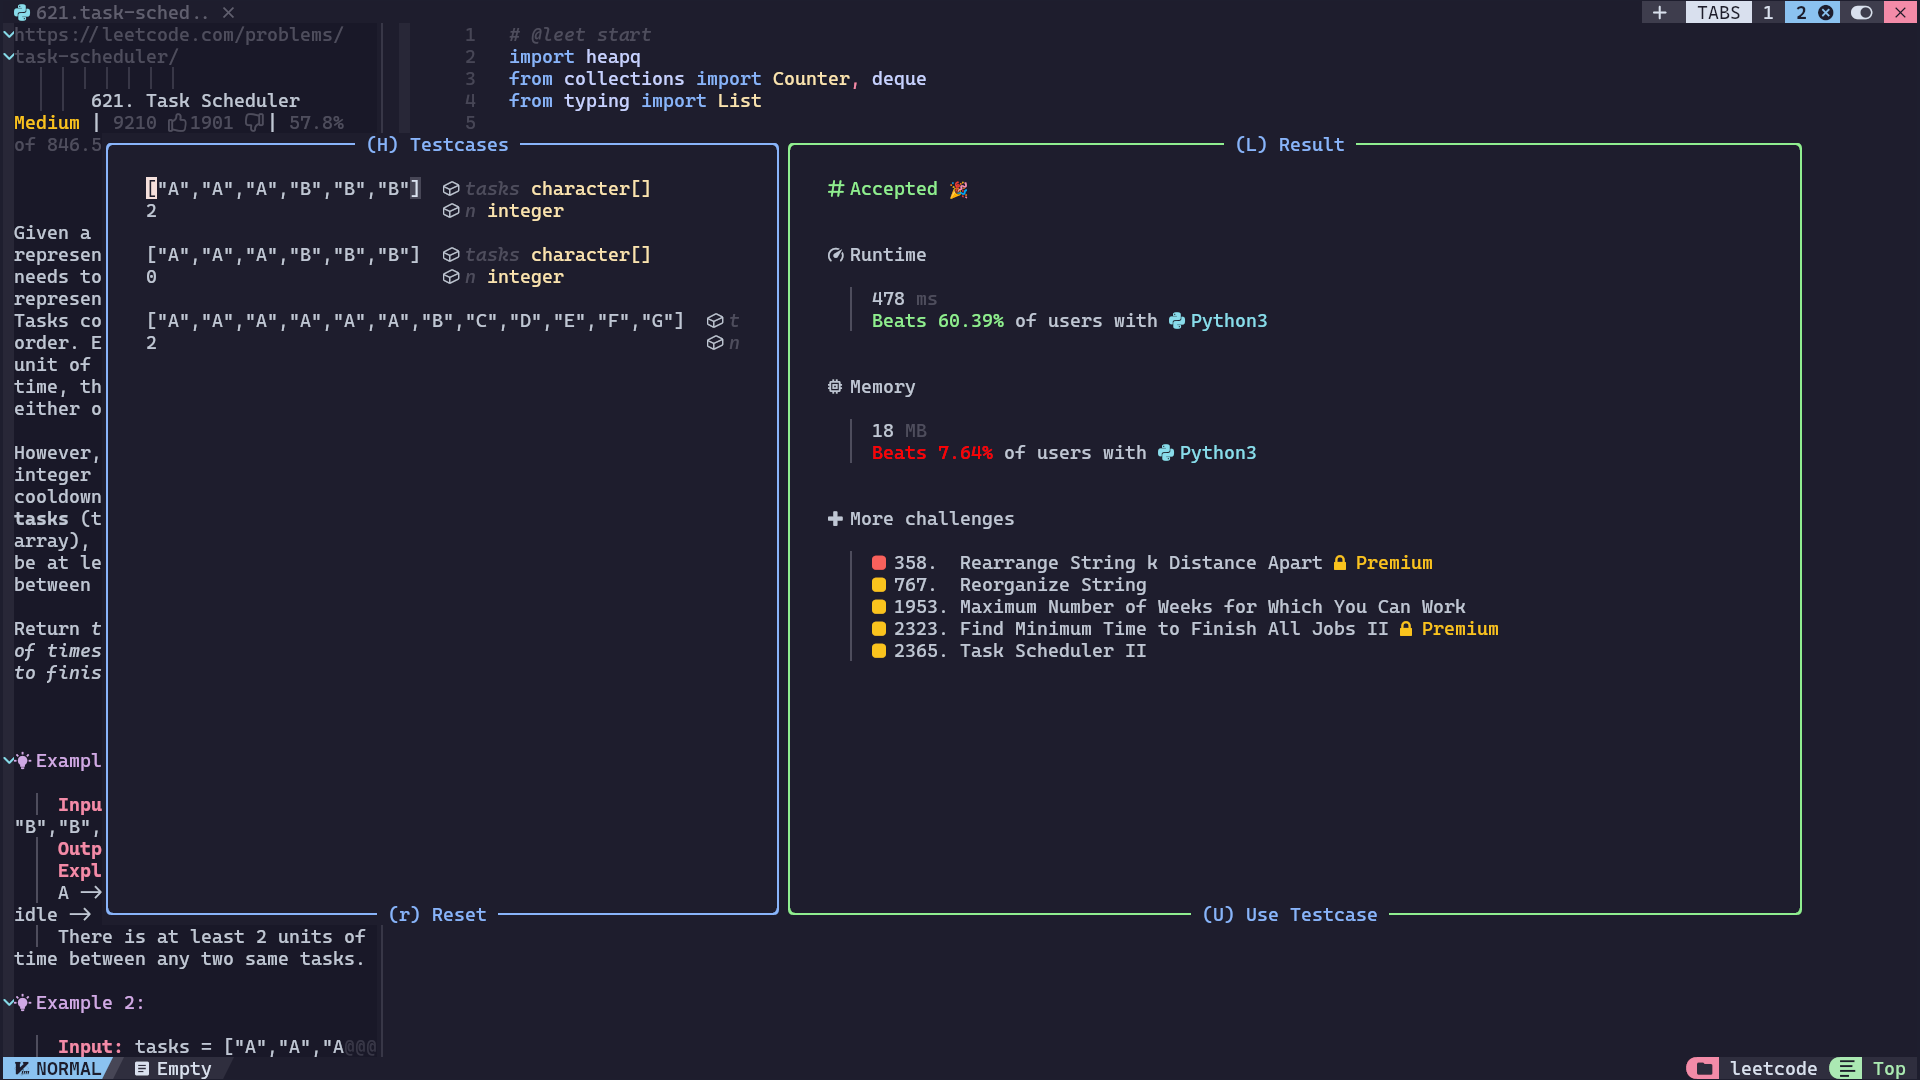 621.task-sched.. ×
+ TABS 1 2
https://leetcode.com/problems/
task-scheduler/
621. Task Scheduler
Medium | 9210 1901 | 57.8%
of 846.5
Given a
represen
needs to
represen
Tasks co
order. E
unit of
time, th
either o
However,
integer
cooldown
tasks (t
array),
be at le
between
Return t
of times
to finis
Exampl
Inpu
"B","B",
Outp
Expl
A →
idle →
There is at least 2 units of
time between any two same tasks.
Example 2:
Input: tasks = ["A","A","A@@@
1 # @leet start
2 import heapq
3 from collections import Counter, deque
4 from typing import List
5
(H) Testcases
["A","A","A","B","B","B"] tasks character[]
2 n integer
["A","A","A","B","B","B"] tasks character[]
0 n integer
["A","A","A","A","A","A","B","C","D","E","F","G"] t
2 n
(r) Reset
(L) Result
# Accepted 🎉
Runtime
478 ms
Beats 60.39% of users with Python3
Memory
18 MB
Beats 7.64% of users with Python3
More challenges
358. Rearrange String k Distance Apart Premium
767. Reorganize String
1953. Maximum Number of Weeks for Which You Can Work
2323. Find Minimum Time to Finish All Jobs II Premium
2365. Task Scheduler II
(U) Use Testcase
NORMAL Empty
leetcode Top